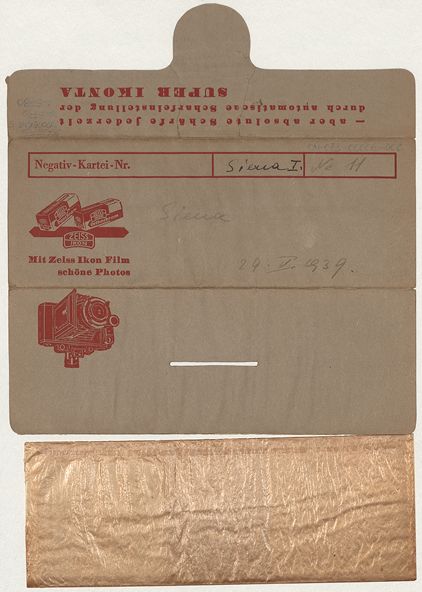 — aber absolute Schärfe jederzeit
durch automatische Scharfeinstellung der
SUPER IKONTA
Negativ-Kartei-Nr.
Siena I.
No 11
ZEISS
IKON
Siena
Mit Zeiss Ikon Film
schöne Photos
29. V. 1939.